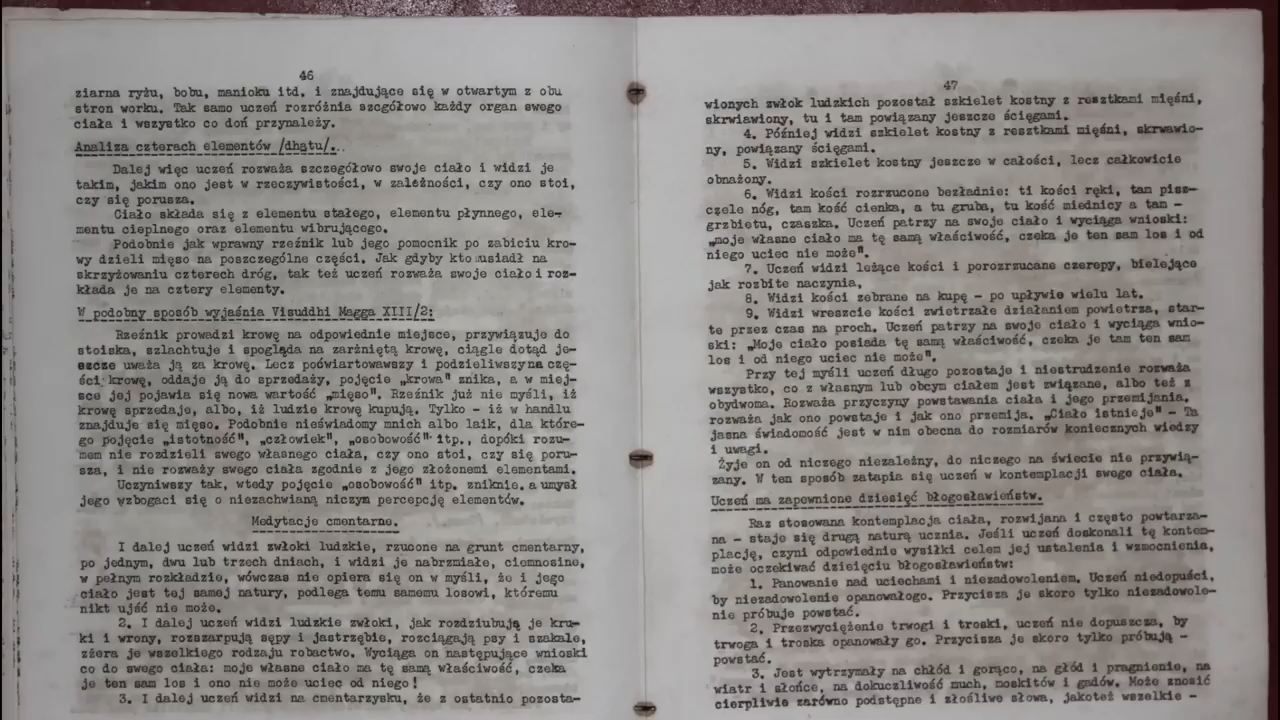 46
ziarna ryżu, bobu, manioku itd. i znajdujące się w otwartym z obu
stron worku. Tak samo uczeń rozróżnia szczgółowo każdy organ swego
ciała i wszystko co doń przynależy.
Analiza czterach elementów /dhatu/...
Dalej więc uczeń rozważa szczegółowo swoje ciało i widzi je
takim, jakim ono jest w rzeczywistości, w zależności, czy ono stoi,
czy się porusza.
Ciało składa się z elementu stałego, elementu płynnego, ele-
mentu cieplnego oraz elementu wibrującego.
Podobnie jak wprawny rzeźnik lub jego pomocnik po zabiciu kro-
wy dzieli mięso na poszczególne części. Jak gdyby kto usiadł na
skrzyżowaniu czterech dróg, tak też uczeń rozważa swoje ciało i roz-
kłada je na cztery elementy.
W podobny sposób wyjaśnia Visuddhi Magga XIII/2:
Rzeźnik prowadzi krowę na odpowiednie miejsce, przywiązuje do
stoiska, szlachtuje i spogląda na zarżniętą krowę, ciągle dotąd je-
szcze uważa ją za krowę. Lecz poćwiartowawszy i podzieliwszy na czę-
ści krowę, oddaje ją do sprzedaży, pojęcie „krowa" znika, a w miej-
sce jej pojawia się nowa wartość „mięso". Rzeźnik już nie myśli, iż
krowę sprzedaje, albo, iż ludzie krowę kupują. Tylko - iż w handlu
znajduje się mięso. Podobnie nieświadomy mnich albo laik, dla które-
go pojęcie „istotność", „człowiek", „osobowość" itp., dopóki rozu-
mem nie rozdzieli swego własnego ciała, czy ono stoi, czy się poru-
sza, i nie rozważy swego ciała zgodnie z jego złożonemi elementami.
Uczyniwszy tak, wtedy pojęcie „osobowość" itp. zniknie. a umysł
jego wzbogaci się o niezachwianą niczym percepcję elementów.
Medytacje cmentarne.
I dalej uczeń widzi zwłoki ludzkie, rzucone na grunt cmentarny,
po jednym, dwu lub trzech dniach, i widzi je nabrzmiałe, ciemnosine,
w pełnym rozkładzie, wówczas nie opiera się on w myśli, że i jego
ciało jest tej samej natury, podlega temu samemu losowi, któremu
nikt ujść nie może.
2. I dalej uczeń widzi ludzkie zwłoki, jak rozdziubują je kru-
ki i wrony, rozszarpują sępy i jastrzębie, rozciągają psy i szakale,
zżera je wszelkiego rodzaju robactwo. Wyciąga on następujące wnioski
co do swego ciała: moje własne ciało ma tę samą właściwość, czeka
je ten sam los i ono nie może uciec od niego!
3. I dalej uczeń widzi na cmentarzysku, że z ostatnio pozosta-
47
wionych zwłok ludzkich pozostał szkielet kostny z resztkami mięśni,
skrwiawiony, tu i tam powiązany jeszcze ścięgami.
4. Później widzi szkielet kostny z resztkami mięśni, skrwawio-
ny, powiązany ścięgami.
5. Widzi szkielet kostny jeszcze w całości, lecz całkowicie
obnażony.
6. Widzi kości rozrzucone bezładnie: ti kości ręki, tam pisz-
czele nóg, tam kość cienka, a tu gruba, tu kość miednicy a tam -
grzbietu, czaszka. Uczeń patrzy na swoje ciało i wyciąga wnioski:
„moje własne ciało ma tę samą właściwość, czeka je ten sam los i od
niego uciec nie może".
7. Uczeń widzi leżące kości i porozrzucane czerepy, bielejące
jak rozbite naczynia,
8. Widzi kości zebrane na kupę - po upływie wielu lat.
9. Widzi wreszcie kości zwietrzałe działaniem powietrza, star-
te przez czas na proch. Uczeń patrzy na swoje ciało i wyciąga wnio-
ski: „Moje ciało posiada tę samą właściwość, czeka je tam ten sam
los i od niego uciec nie może".
Przy tej myśli uczeń długo pozostaje i niestrudzenie rozważa
wszystko, co z własnym lub obcym ciałem jest związane, albo też z
obydwoma. Rozważa przyczyny powstawania ciała i jego przemijania.
rozważa jak ono powstaje i jak ono przemija. „Ciało istnieje" - Ta
jasna świadomość jest w nim obecna do rozmiarów koniecznych wiedzy
i uwagi.
Żyje on od niczego niezależny, do niczego na świecie nie przywią-
zany. W ten sposób zatapia się uczeń w kontemplacji swego ciała.
Uczeń ma zapewnione dziesięć błogosławieństw.
Raz stosowana kontemplacja ciała, rozwijana i często powtarza-
na - staje się drugą naturą ucznia. Jeśli uczeń doskonali tę kontem-
plację, czyni odpowiednie wysiłki celem jej ustalenia i wzmocnienia,
może oczekiwać dzieięciu błogosławieństw:
1. Panowanie nad uciechami i niezadowoleniem. Uczeń niedopuści,
by niezadowolenie opanowałogo. Przycisza je skoro tylko niezadowole-
nie próbuje powstać.
2. Przezwyciężenie trwogi i troski, uczeń nie dopuszcza, by
trwoga i troska opanowały go. Przycisza je skoro tylko próbują -
powstać.
3. Jest wytrzymały na chłód i gorąco, na głód i pragnienie, na
wiatr i słońce, na dokuczliwość much, moskitów i gadów. Może znosić
cierpliwie zarówno podstępne i złośliwe słowa, jakoteż wszelkie -